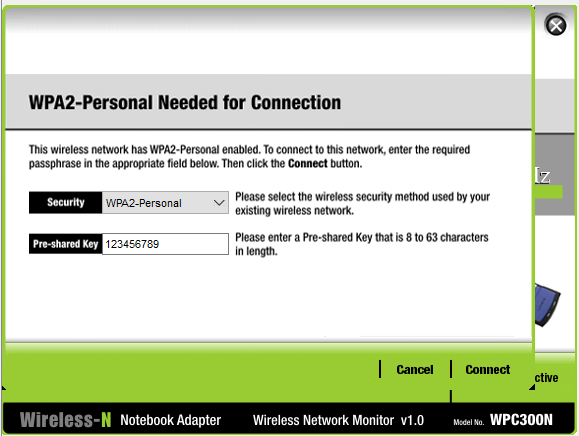 WPA2-Personal Needed for Connection
This wireless network has WPA2-Personal enabled. To connect to this network, enter the required
passphrase in the appropriate field below. Then click the Connect button.
Security WPA2-Personal Please select the wireless security method used by your
existing wireless network.
Pre-shared Key 123456789 Please enter a Pre-shared Key that is 8 to 63 characters
in length.
Cancel Connect
Wireless-N Notebook Adapter Wireless Network Monitor v1.0 Model No. WPC300N